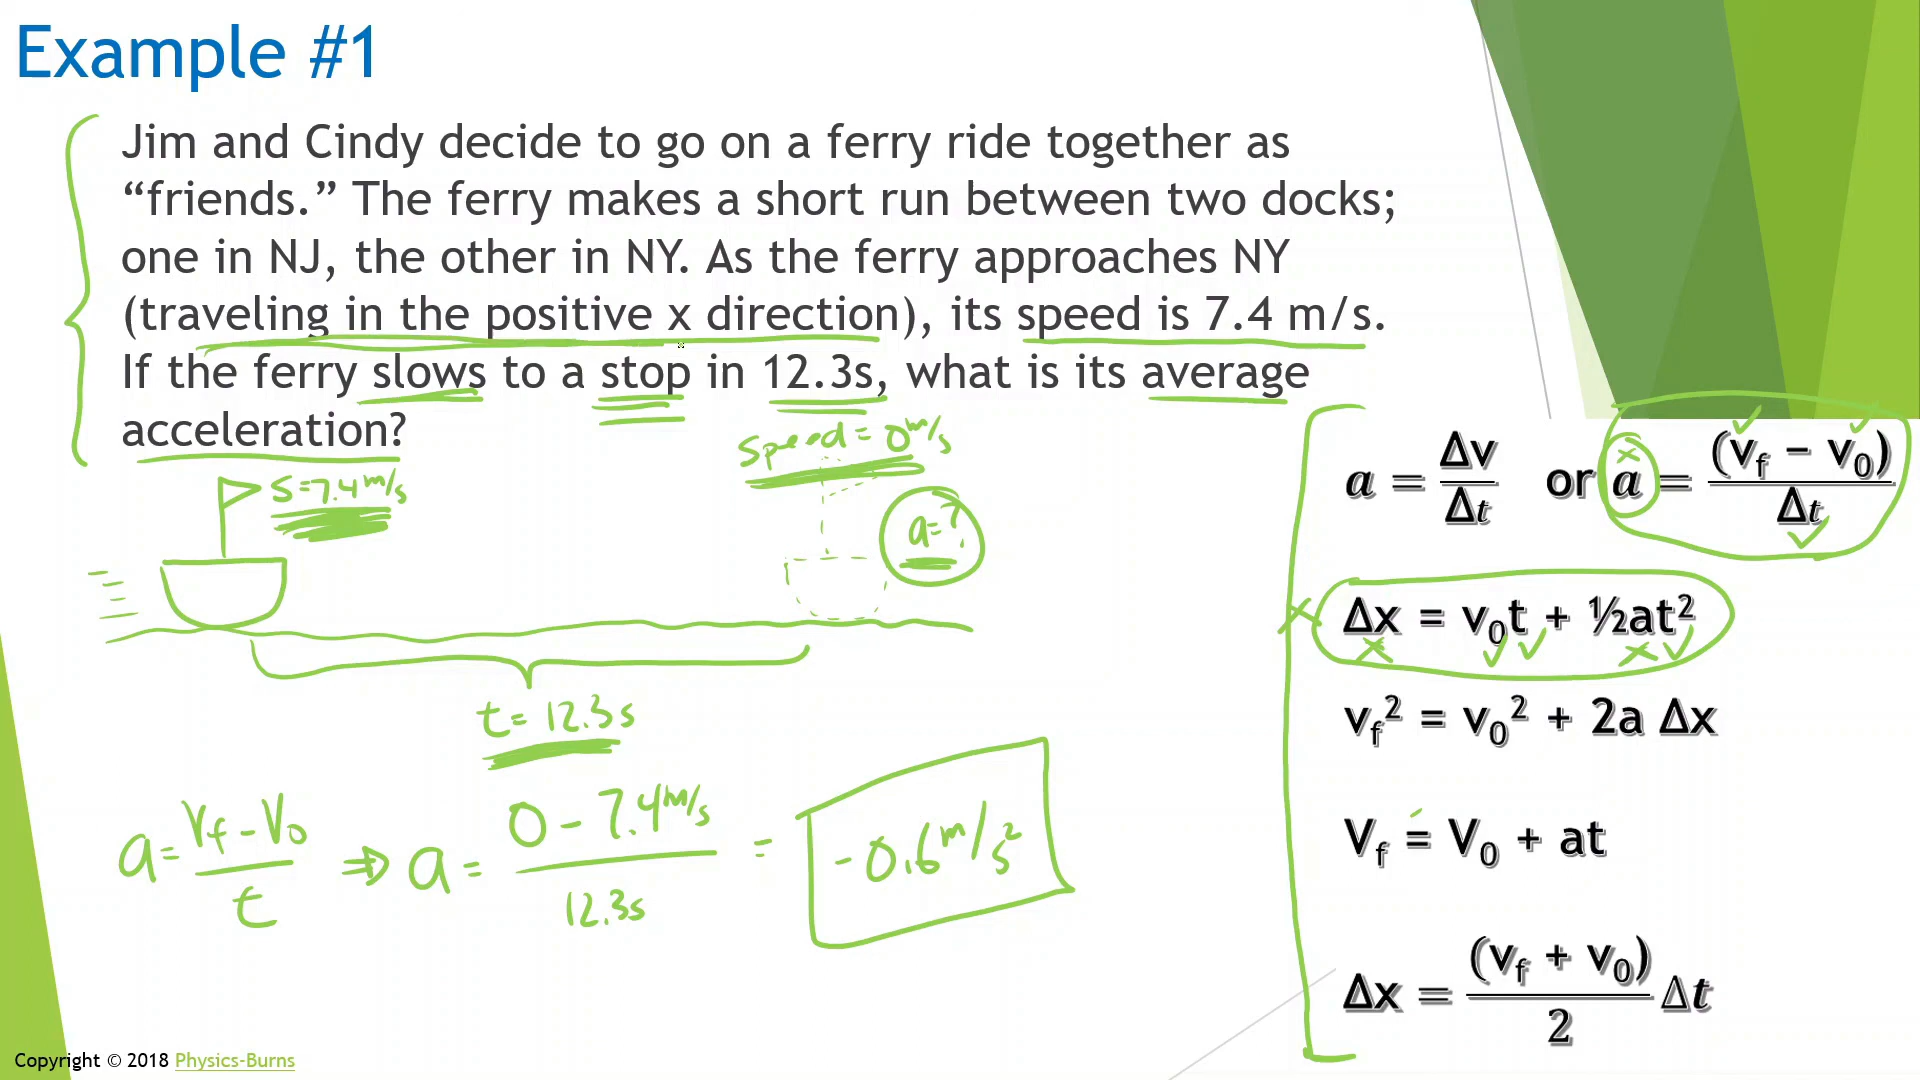 Example #1
Jim and Cindy decide to go on a ferry ride together as
“friends.” The ferry makes a short run between two docks;
one in NJ, the other in NY. As the ferry approaches NY
(traveling in the positive x direction), its speed is 7.4 m/s.
If the ferry slows to a stop in 12.3s, what is its average
acceleration?
Speed = 0 m/s
S=7.4 m/s
a=?
t= 12.3s
a= Vf - Vo / t ⇒ a = 0 - 7.4 m/s / 12.3s = -0.6 m/s²
a = Δv/Δt or a = (vf − v0)/Δt
Δx = v0t + ½at²
vf² = v0² + 2a Δx
Vf = V0 + at
Δx = (vf + v0)/2 Δt
Copyright © 2018 Physics-Burns